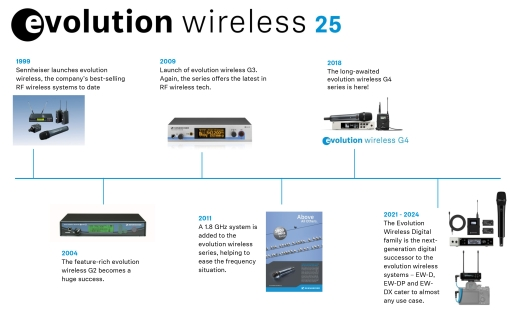 evolution wireless 25
1999
Sennheiser launches evolution
wireless, the company's best-selling
RF wireless systems to date
2009
Launch of evolution wireless G3.
Again, the series offers the latest in
RF wireless tech.
2018
The long-awaited
evolution wireless G4
series is here!
evolution wireless G4
2004
The feature-rich evolution
wireless G2 becomes a
huge success.
2011
A 1.8 GHz system is
added to the
evolution wireless
series, helping to
ease the frequency
situation.
Above
2021 - 2024
The Evolution
Wireless Digital
family is the next-
generation digital
successor to the
evolution wireless
systems – EW-D,
EW-DP and EW-
DX cater to almost
any use case.